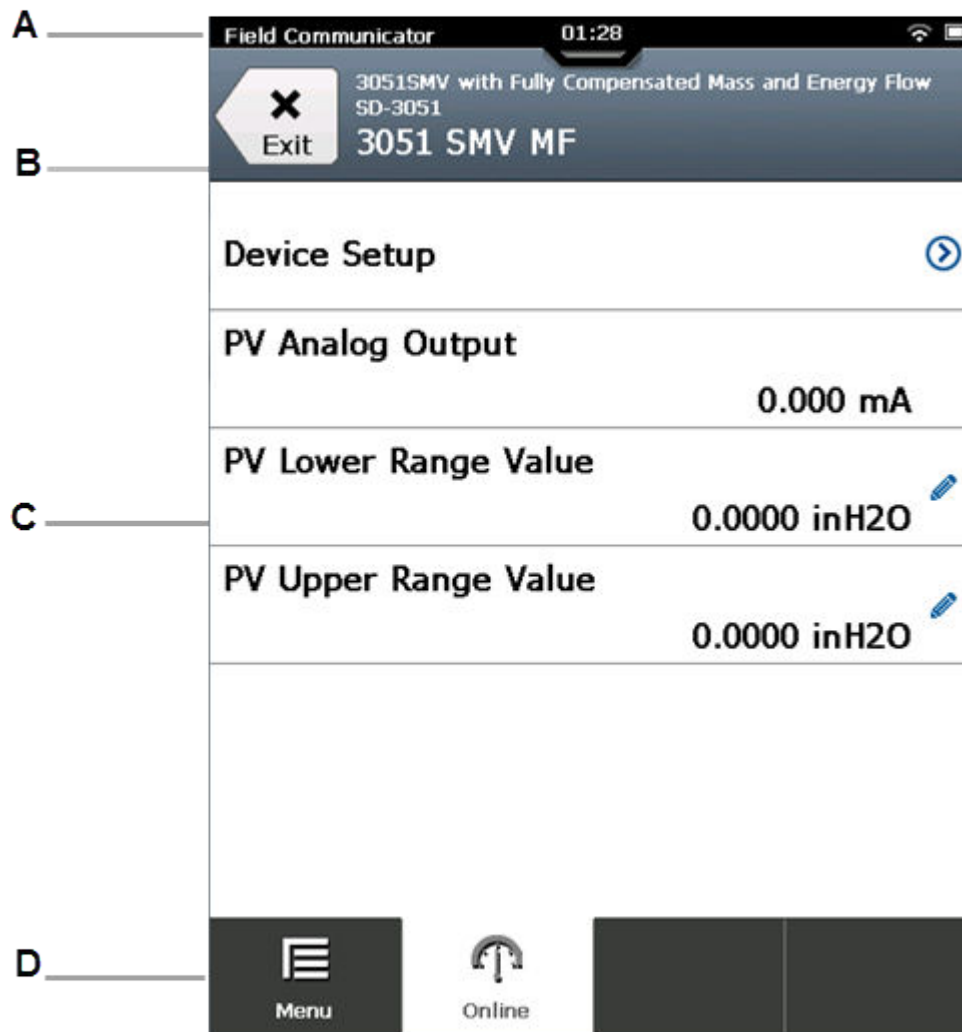 A
Field Communicator 01:28
3051SMV with Fully Compensated Mass and Energy Flow
SD-3051
Exit
3051 SMV MF
B
Device Setup
PV Analog Output
0.000 mA
PV Lower Range Value
C
0.0000 inH2O
PV Upper Range Value
0.0000 inH2O
D
Menu
Online